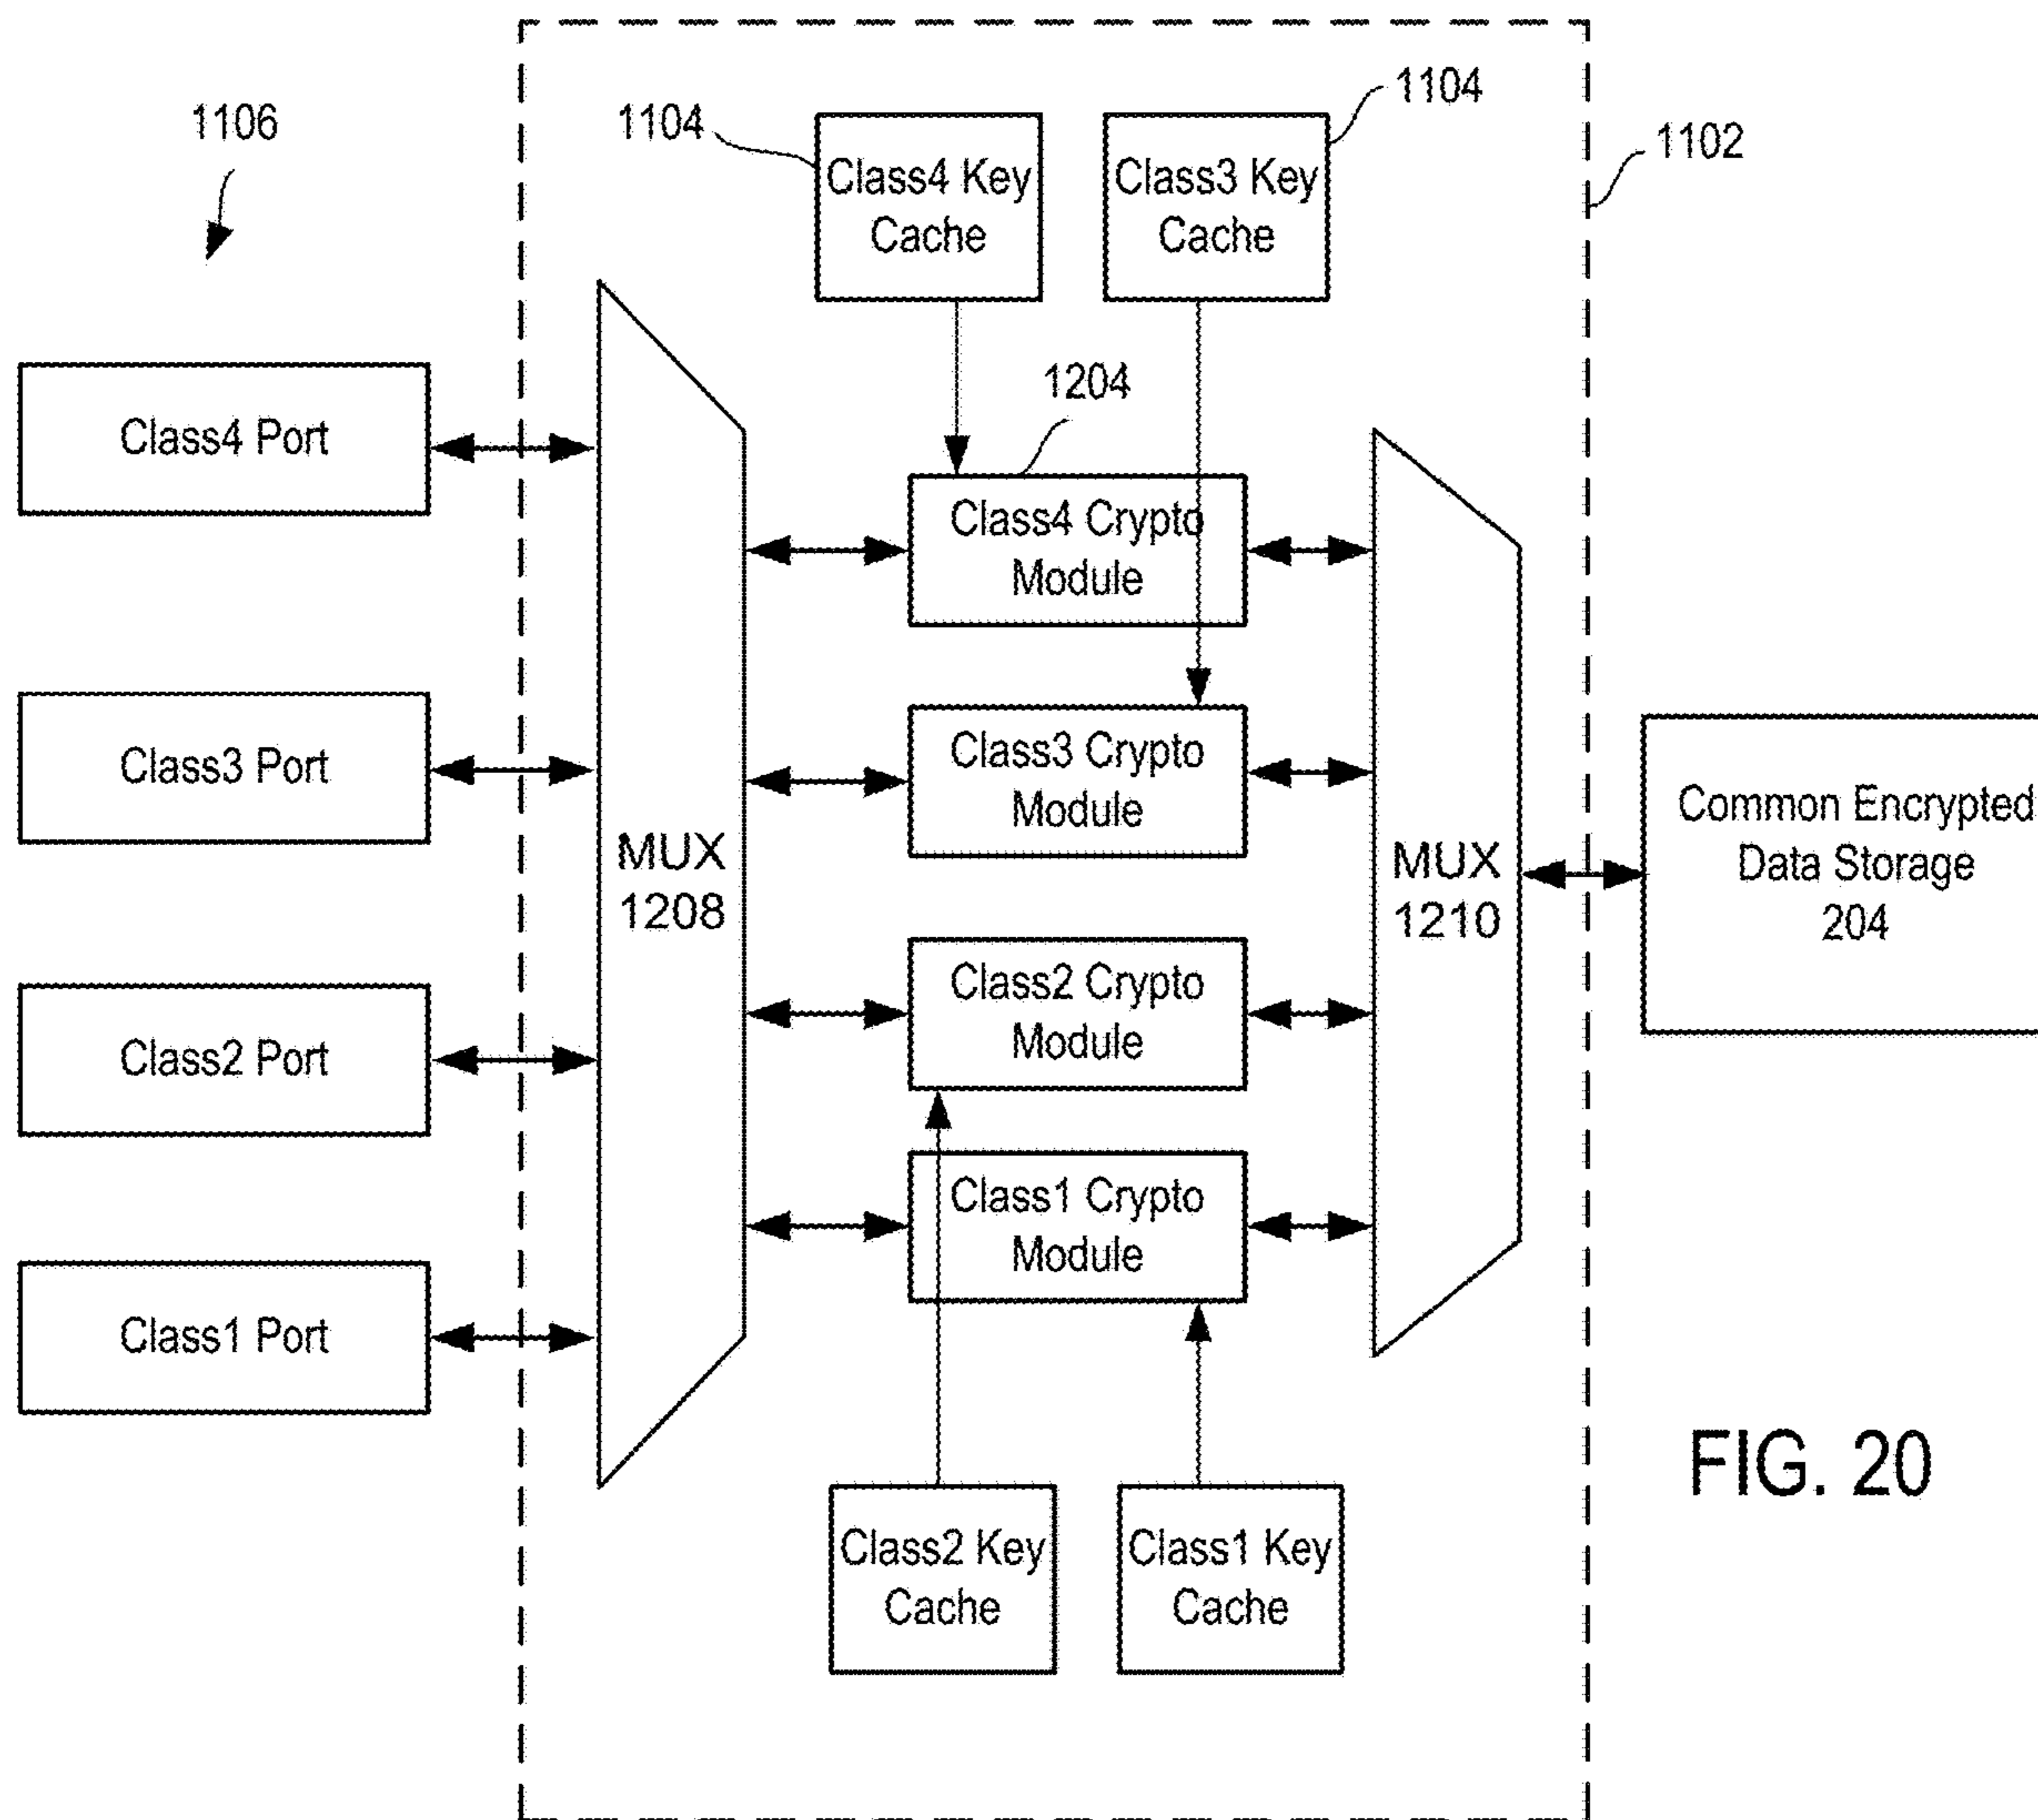 1106
1104
1104
1102
Class4 Key
Cache
Class3 Key
Cache
1204
Class4 Port
Class3 Port
Class2 Port
Class1 Port
MUX
1208
Class4 Crypto
Module
Class3 Crypto
Module
Class2 Crypto
Module
Class1 Crypto
Module
MUX
1210
Common Encrypted
Data Storage
204
Class2 Key
Cache
Class1 Key
Cache
FIG. 20